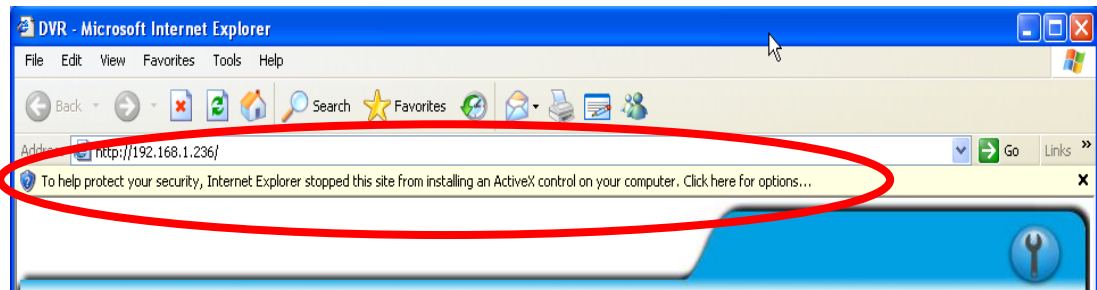 DVR - Microsoft Internet Explorer
File Edit View Favorites Tools Help
Back Search Favorites
Address http://192.168.1.236/ Go Links »
To help protect your security, Internet Explorer stopped this site from installing an ActiveX control on your computer. Click here for options...